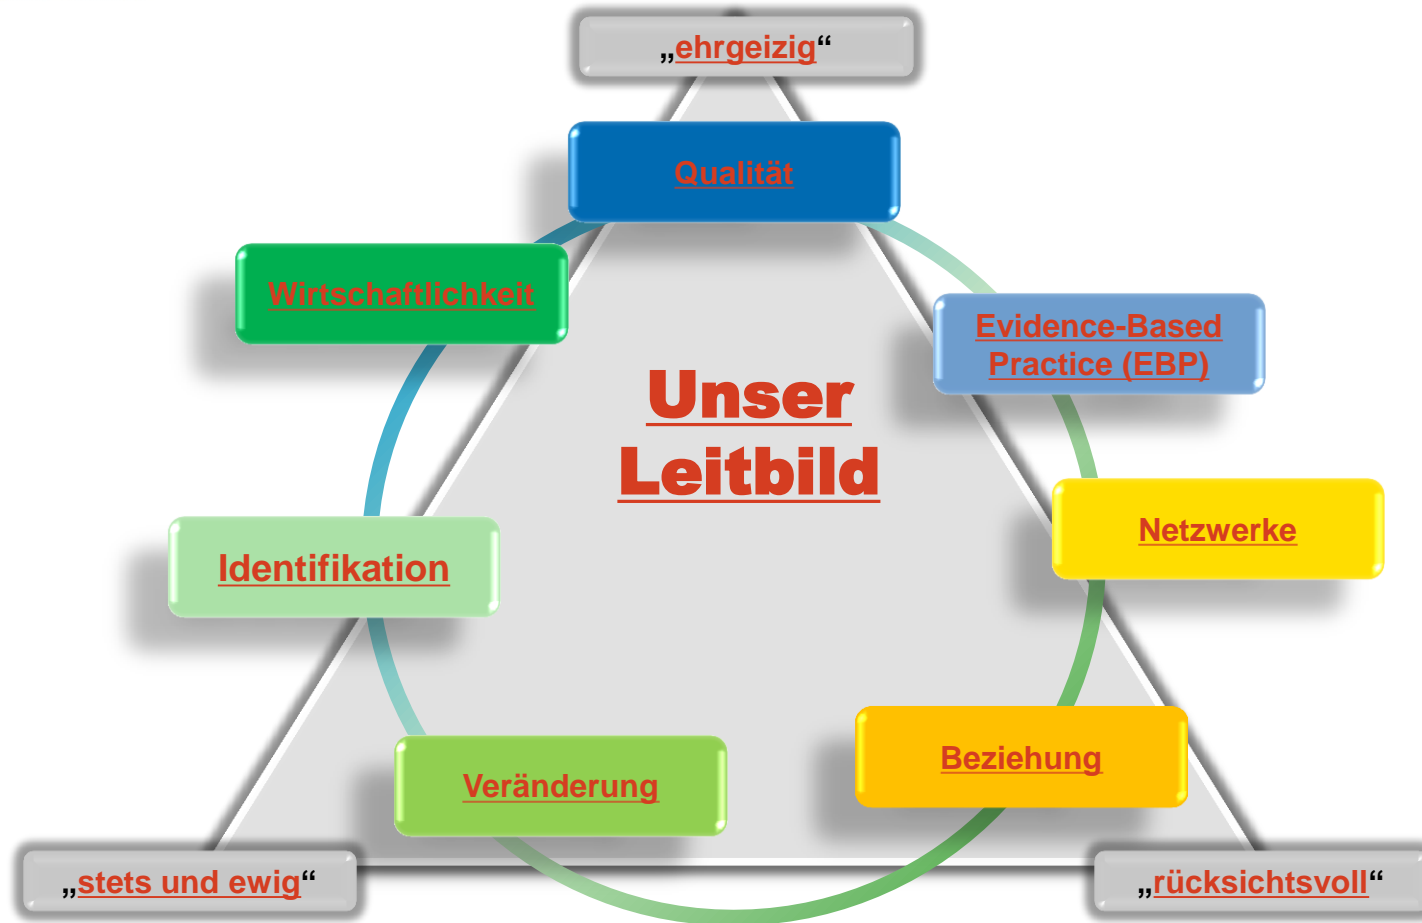 „ehrgeizig“
Qualität
Wirtschaftlichkeit
Evidence-Based
Practice (EBP)
Unser
Leitbild
Netzwerke
Identifikation
Beziehung
Veränderung
„stets und ewig“
„rücksichtsvoll“